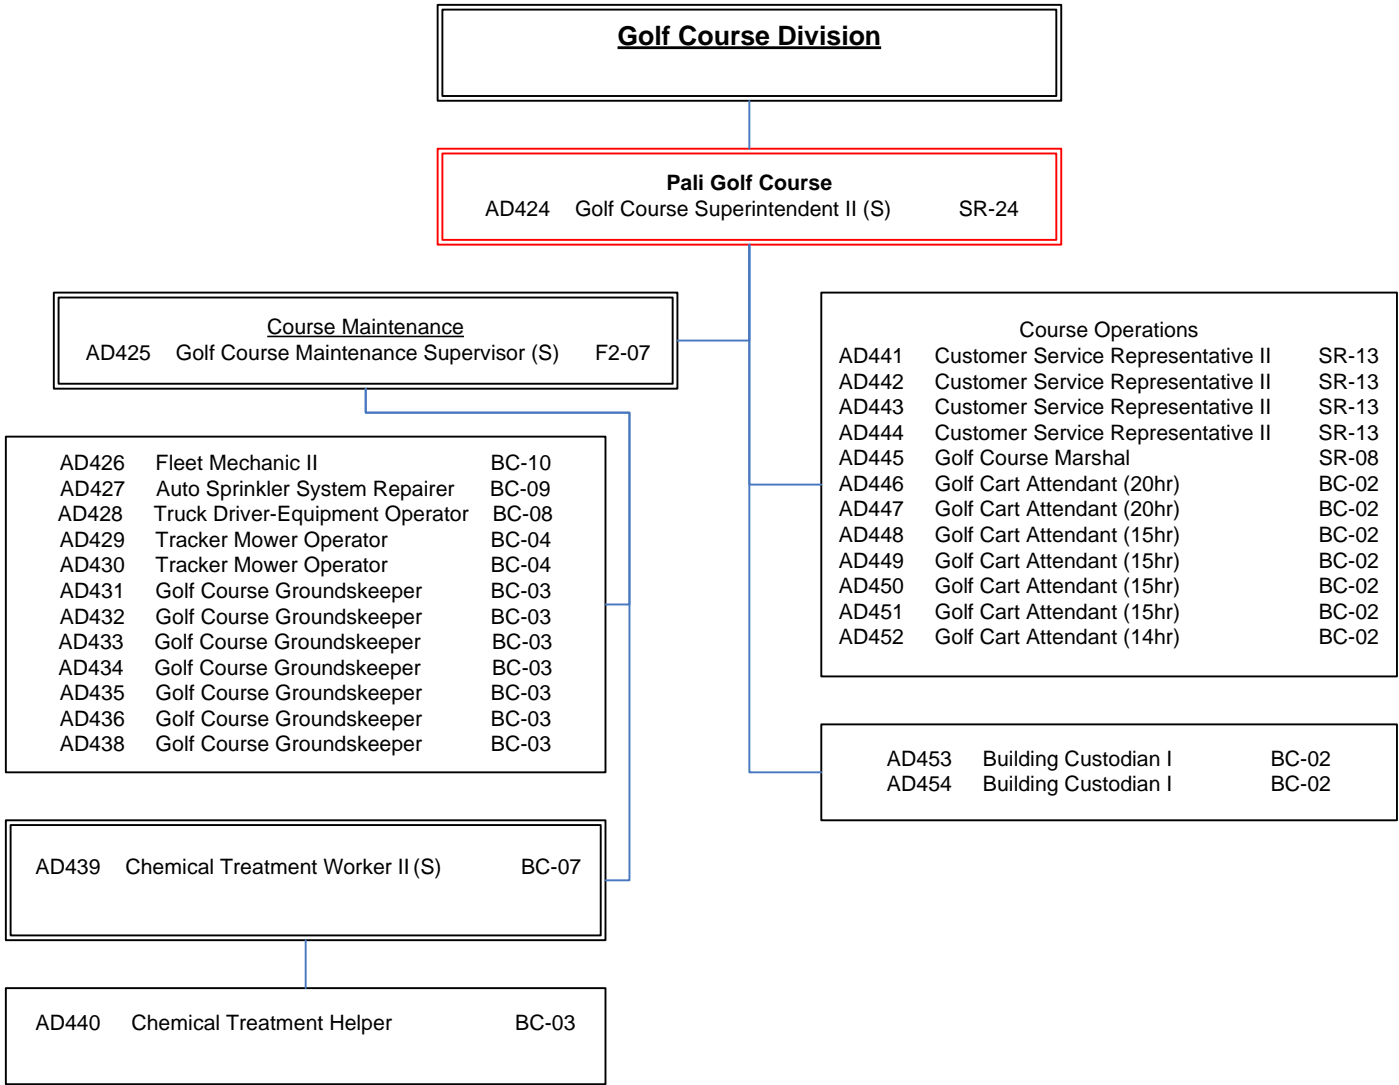 Golf Course Division
Pali Golf Course
AD424 Golf Course Superintendent II (S) SR-24
Course Maintenance
AD425 Golf Course Maintenance Supervisor (S) F2-07
AD426 Fleet Mechanic II BC-10
AD427 Auto Sprinkler System Repairer BC-09
AD428 Truck Driver-Equipment Operator BC-08
AD429 Tracker Mower Operator BC-04
AD430 Tracker Mower Operator BC-04
AD431 Golf Course Groundskeeper BC-03
AD432 Golf Course Groundskeeper BC-03
AD433 Golf Course Groundskeeper BC-03
AD434 Golf Course Groundskeeper BC-03
AD435 Golf Course Groundskeeper BC-03
AD436 Golf Course Groundskeeper BC-03
AD438 Golf Course Groundskeeper BC-03
AD439 Chemical Treatment Worker II (S) BC-07
AD440 Chemical Treatment Helper BC-03
Course Operations
AD441 Customer Service Representative II SR-13
AD442 Customer Service Representative II SR-13
AD443 Customer Service Representative II SR-13
AD444 Customer Service Representative II SR-13
AD445 Golf Course Marshal SR-08
AD446 Golf Cart Attendant (20hr) BC-02
AD447 Golf Cart Attendant (20hr) BC-02
AD448 Golf Cart Attendant (15hr) BC-02
AD449 Golf Cart Attendant (15hr) BC-02
AD450 Golf Cart Attendant (15hr) BC-02
AD451 Golf Cart Attendant (15hr) BC-02
AD452 Golf Cart Attendant (14hr) BC-02
AD453 Building Custodian I BC-02
AD454 Building Custodian I BC-02